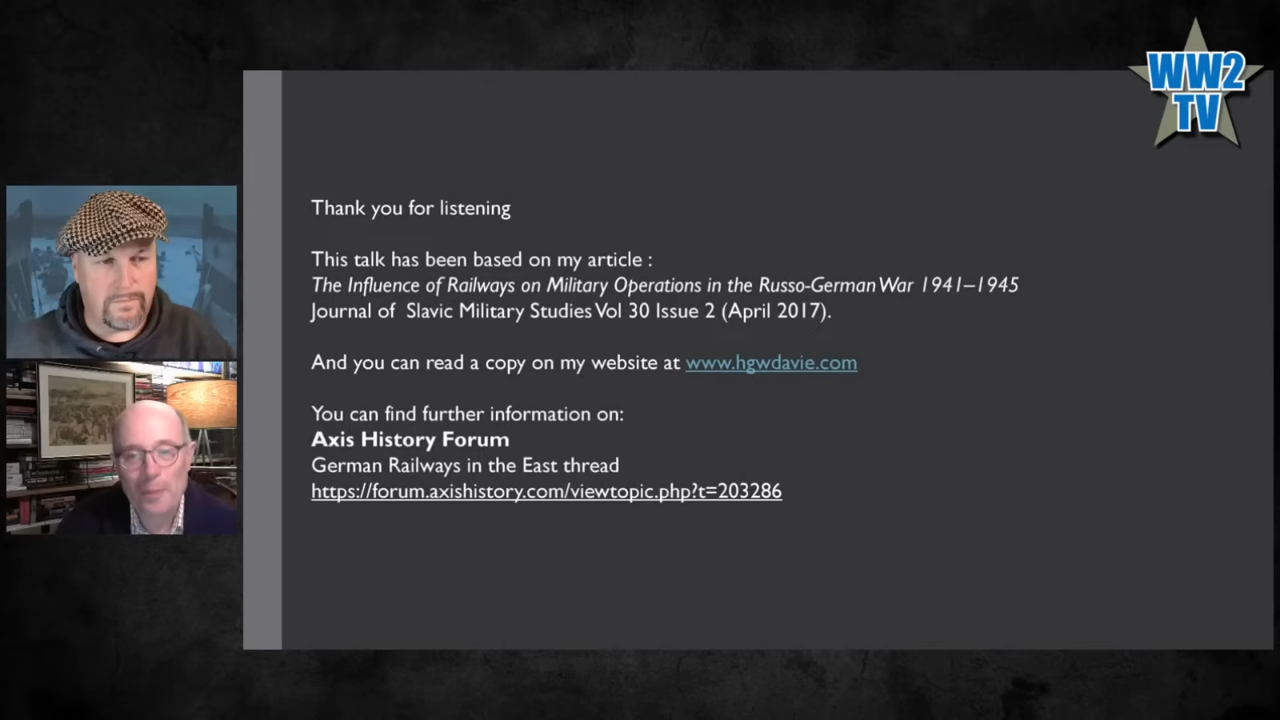 WW2
TV
Thank you for listening
This talk has been based on my article :
The Influence of Railways on Military Operations in the Russo-German War 1941–1945
Journal of Slavic Military Studies Vol 30 Issue 2 (April 2017).
And you can read a copy on my website at www.hgwdavie.com
You can find further information on:
Axis History Forum
German Railways in the East thread
https://forum.axishistory.com/viewtopic.php?t=203286